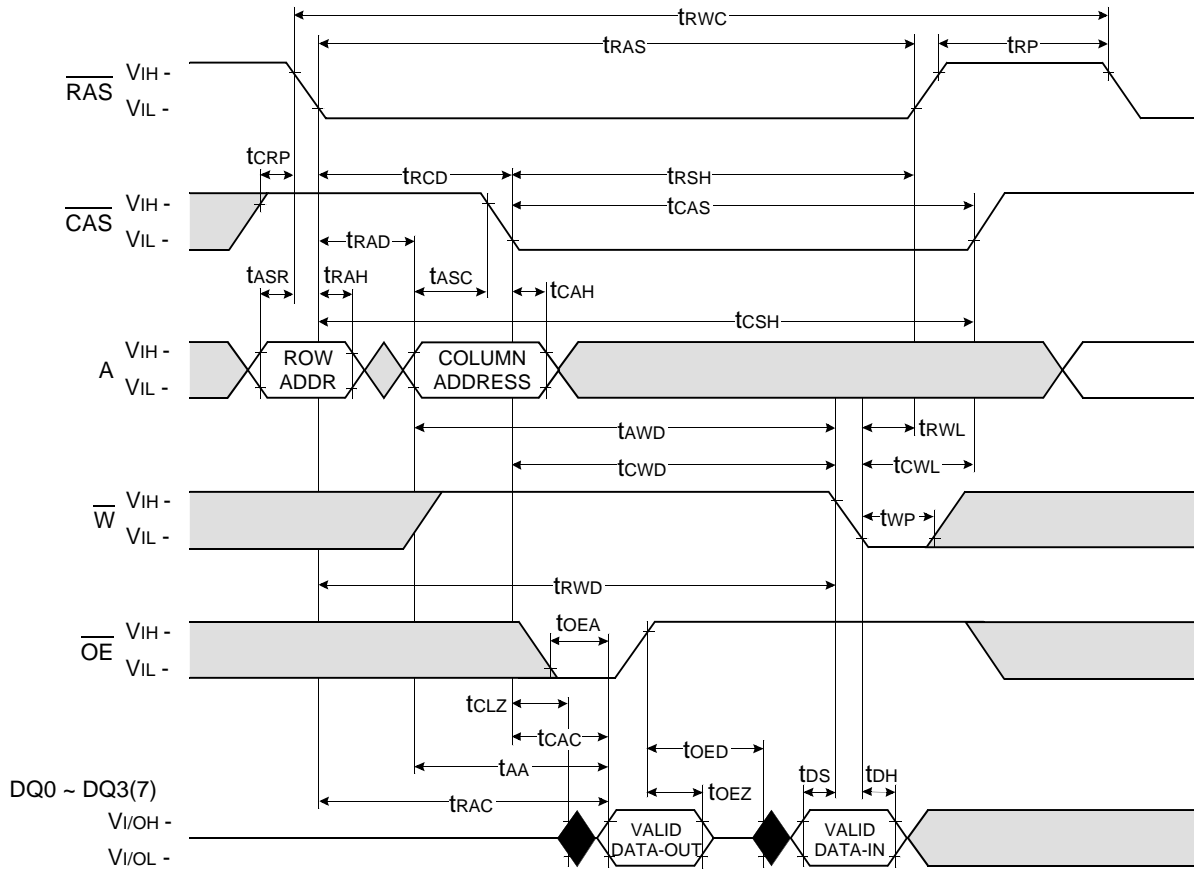 tRWC
tRAS
tRP
RAS
VIH -
VIL -
tCRP
tRCD
tRSH
CAS
VIH -
VIL -
tCAS
tRAD
tASR
tRAH
tASC
tCAH
tCSH
A
VIH -
VIL -
ROW
ADDR
COLUMN
ADDRESS
tAWD
tRWL
tCWD
tCWL
W
VIH -
VIL -
tWP
tRWD
OE
VIH -
VIL -
tOEA
tCLZ
tCAC
tOED
tAA
tOEZ
tDS
tDH
DQ0 ~ DQ3(7)
tRAC
VI/OH -
VI/OL -
VALID
DATA-OUT
VALID
DATA-IN